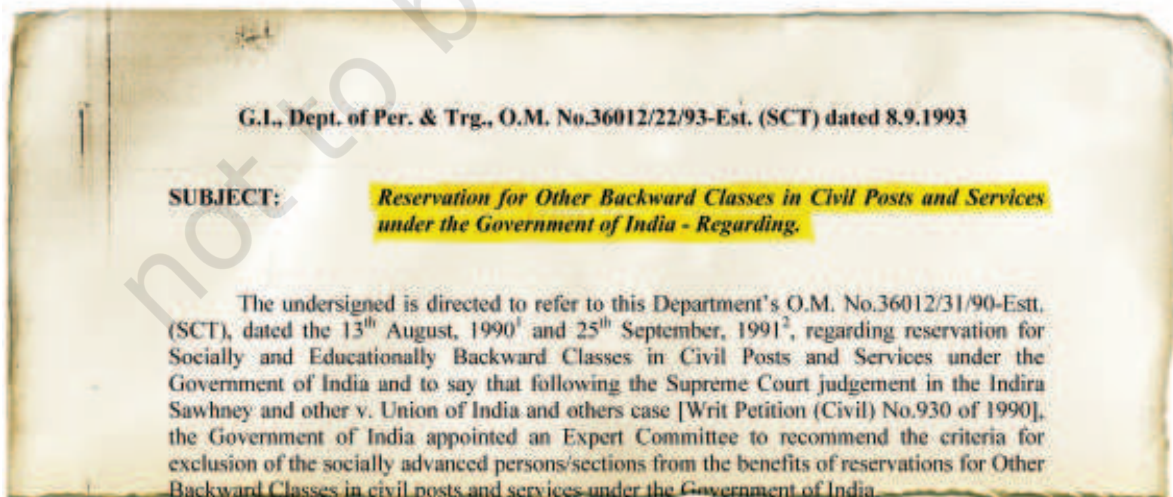 G.I., Dept. of Per. & Trg., O.M. No.36012/22/93-Est. (SCT) dated 8.9.1993
SUBJECT: Reservation for Other Backward Classes in Civil Posts and Services
under the Government of India - Regarding.
The undersigned is directed to refer to this Department's O.M. No.36012/31/90-Estt.
(SCT), dated the 13th August, 1990¹ and 25th September, 1991², regarding reservation for
Socially and Educationally Backward Classes in Civil Posts and Services under the
Government of India and to say that following the Supreme Court judgement in the Indira
Sawhney and other v. Union of India and others case [Writ Petition (Civil) No.930 of 1990],
the Government of India appointed an Expert Committee to recommend the criteria for
exclusion of the socially advanced persons/sections from the benefits of reservations for Other
Backward Classes in civil posts and services under the Government of India.
not to b